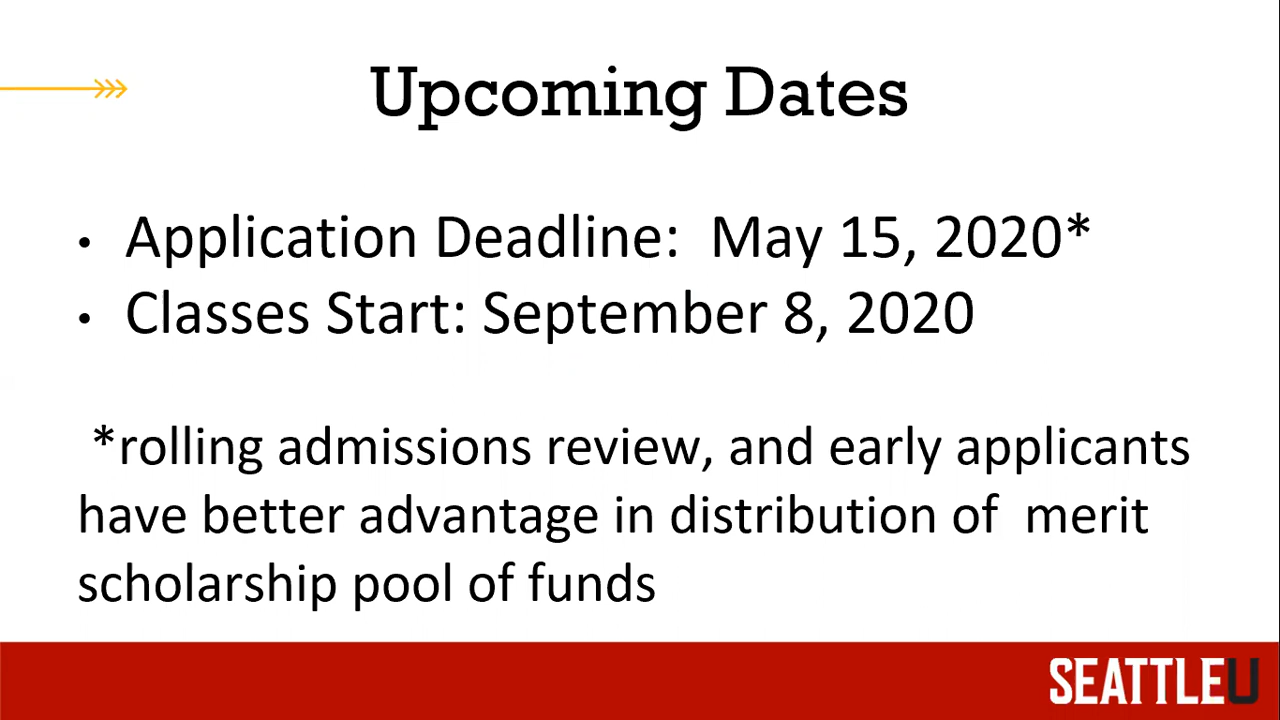 Upcoming Dates
• Application Deadline:  May 15, 2020*
• Classes Start: September 8, 2020
*rolling admissions review, and early applicants
have better advantage in distribution of  merit
scholarship pool of funds
SEATTLEU